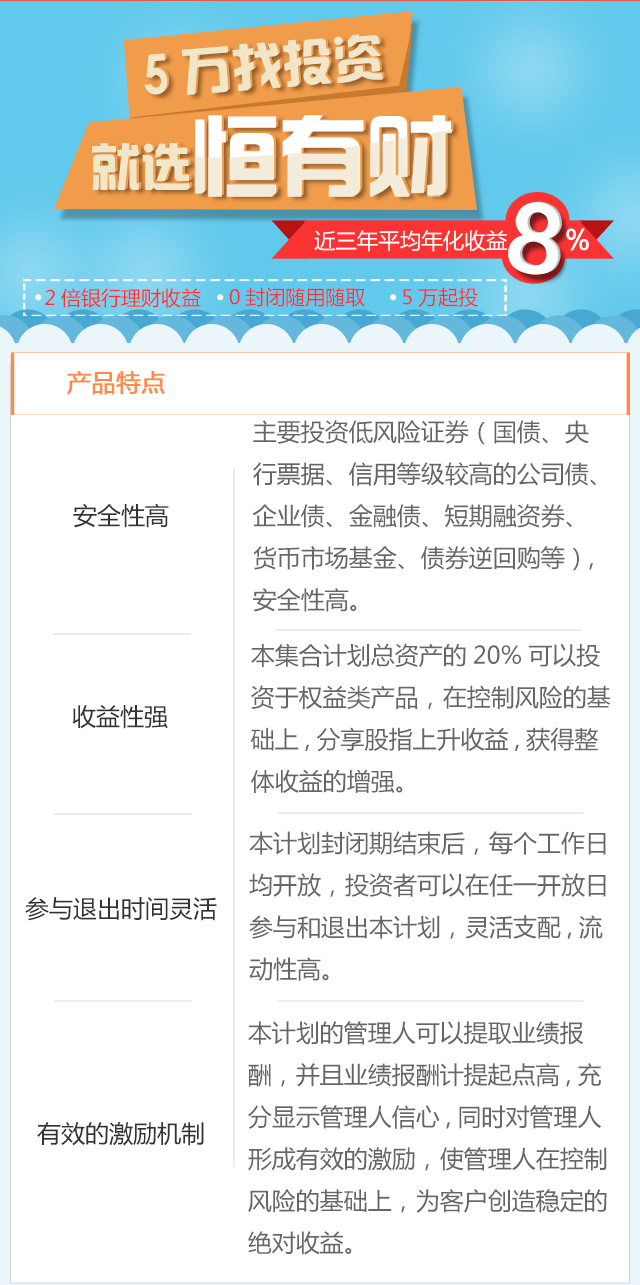 5万找投资
就选恒有财
近三年平均年化收益8%
•2倍银行理财收益 •0封闭随用随取 •5万起投
产品特点
安全性高
主要投资低风险证券（国债、央
行票据、信用等级较高的公司债、
企业债、金融债、短期融资券、
货币市场基金、债券逆回购等），
安全性高。
收益性强
本集合计划总资产的20%可以投
资于权益类产品，在控制风险的基
础上，分享股指上升收益，获得整
体收益的增强。
参与退出时间灵活
本计划封闭期结束后，每个工作日
均开放，投资者可以在任一开放日
参与和退出本计划，灵活支配，流
动性高。
有效的激励机制
本计划的管理人可以提取业绩报
酬，并且业绩报酬计提起点高，充
分显示管理人信心，同时对管理人
形成有效的激励，使管理人在控制
风险的基础上，为客户创造稳定的
绝对收益。